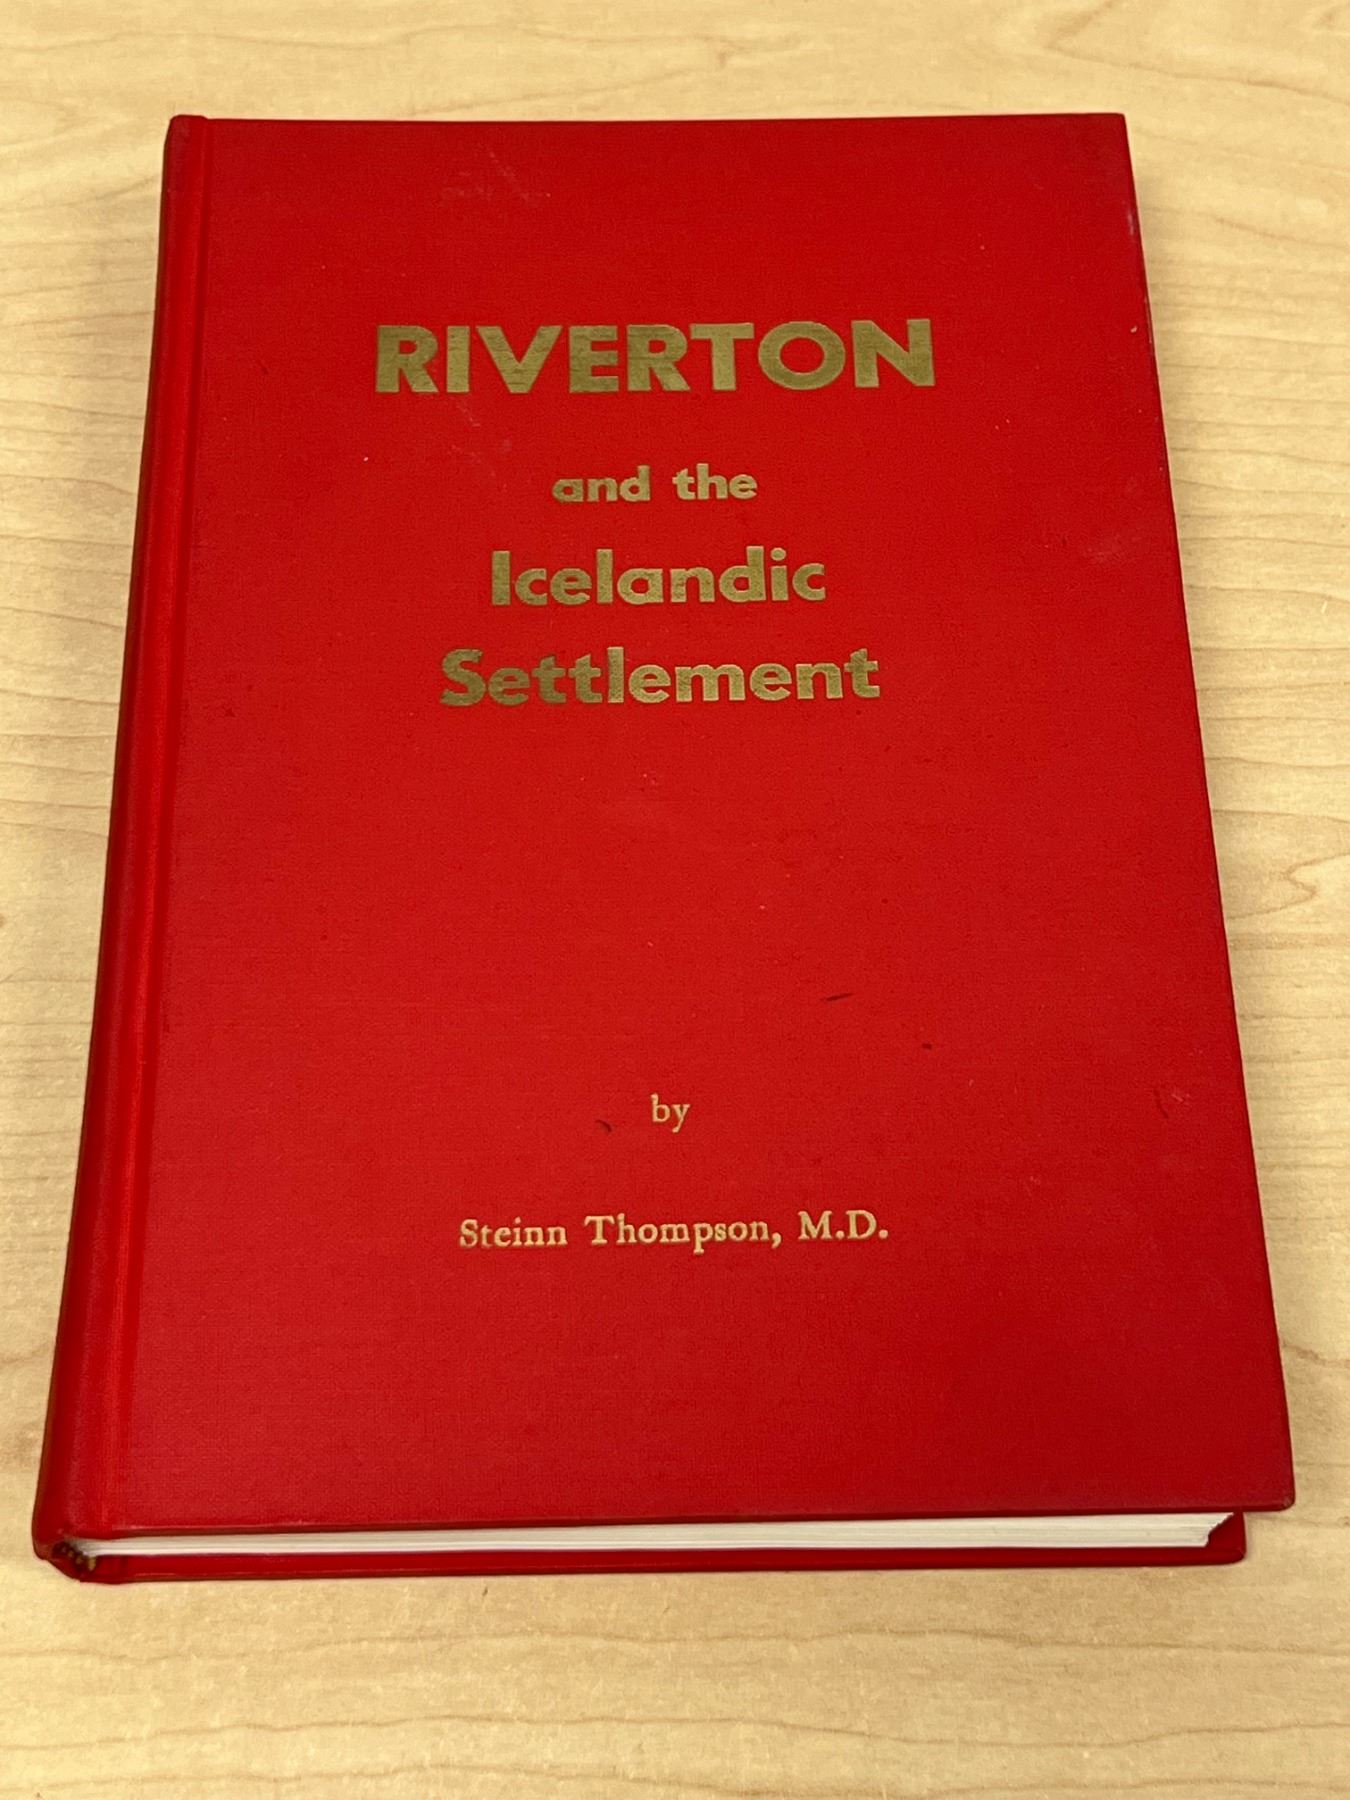 RIVERTON
and the
Icelandic
Settlement
by
Steinn Thompson, M.D.